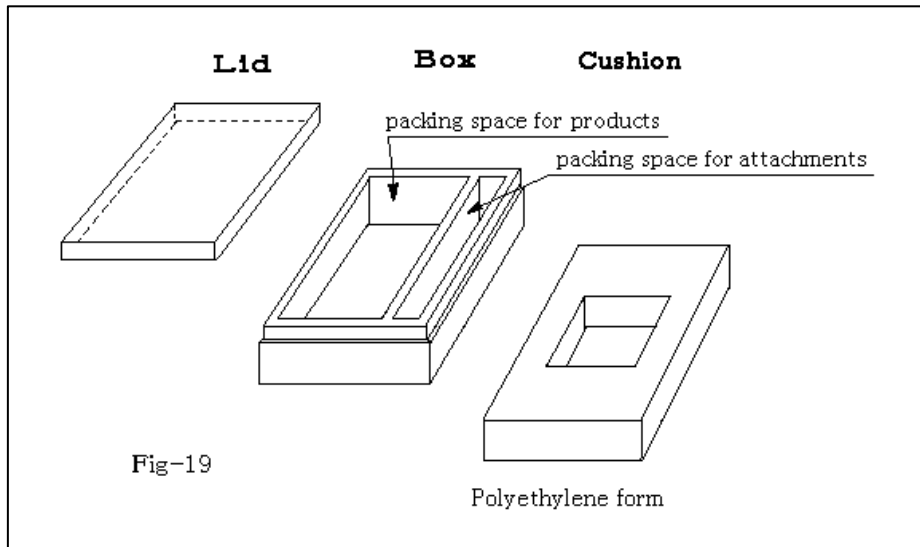 Lid
Box
Cushion
packing space for products
packing space for attachments
Fig-19
Polyethylene form